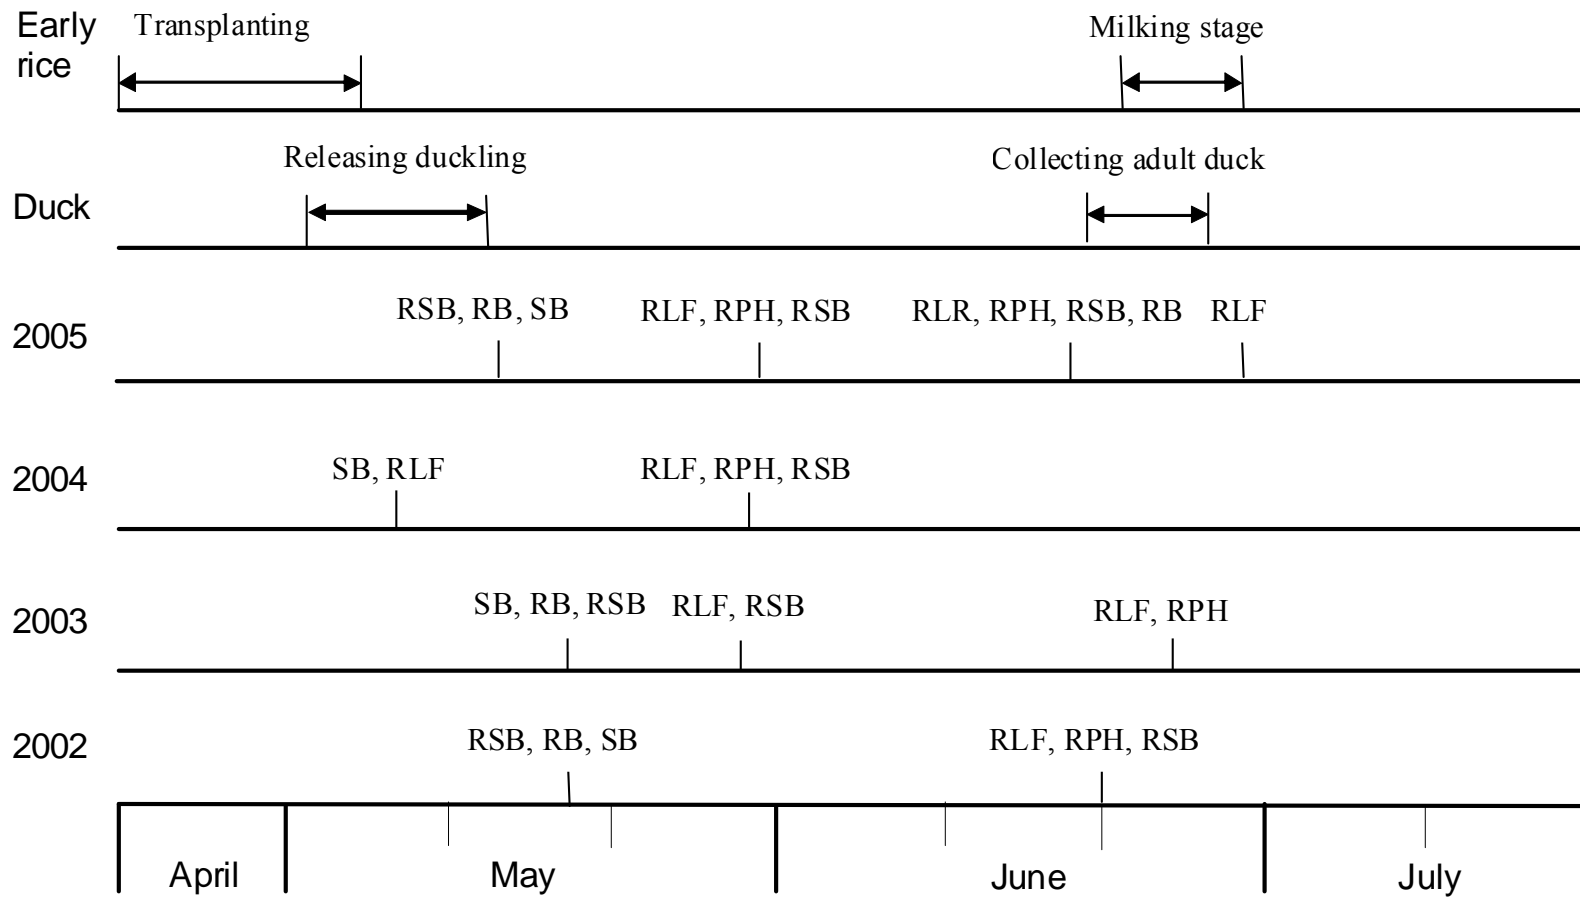 Early rice
Transplanting
Milking stage
Duck
Releasing duckling
Collecting adult duck
2005
RSB, RB, SB
RLF, RPH, RSB
RLR, RPH, RSB, RB
RLF
2004
SB, RLF
RLF, RPH, RSB
2003
SB, RB, RSB
RLF, RSB
RLF, RPH
2002
RSB, RB, SB
RLF, RPH, RSB
April
May
June
July